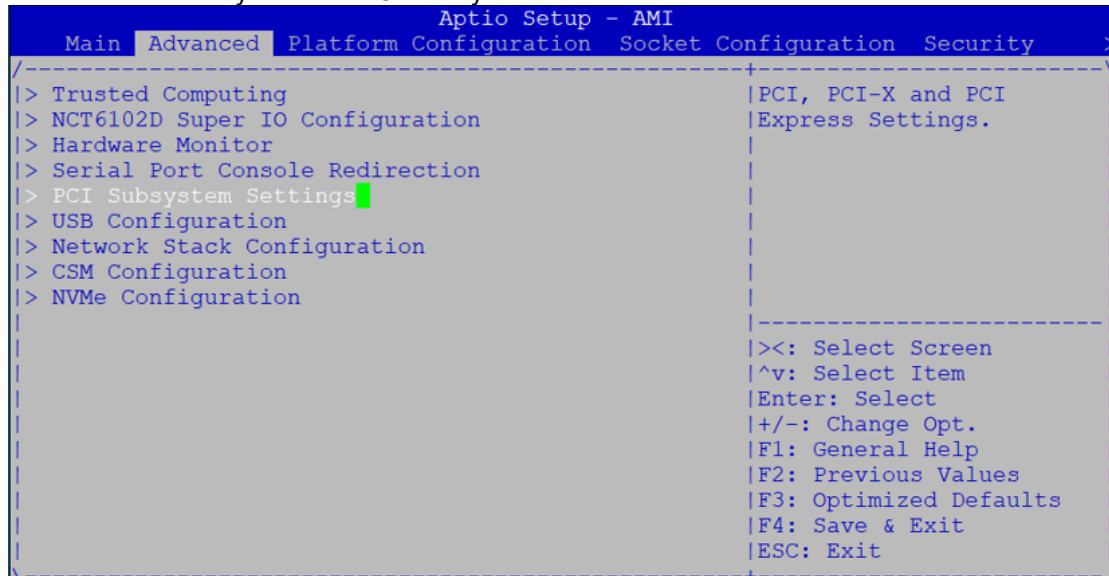 Aptio Setup - AMI
Main Advanced Platform Configuration Socket Configuration Security >
/----------------------------------------------------+-------------------------\
|> Trusted Computing |PCI, PCI-X and PCI
|> NCT6102D Super IO Configuration |Express Settings.
|> Hardware Monitor |
|> Serial Port Console Redirection |
|> PCI Subsystem Settings |
|> USB Configuration |
|> Network Stack Configuration |
|> CSM Configuration |
|> NVMe Configuration |
| |-------------------------
| |><: Select Screen
| |^v: Select Item
| |Enter: Select
| |+/-: Change Opt.
| |F1: General Help
| |F2: Previous Values
| |F3: Optimized Defaults
| |F4: Save & Exit
| |ESC: Exit
\----------------------------------------------------+-------------------------